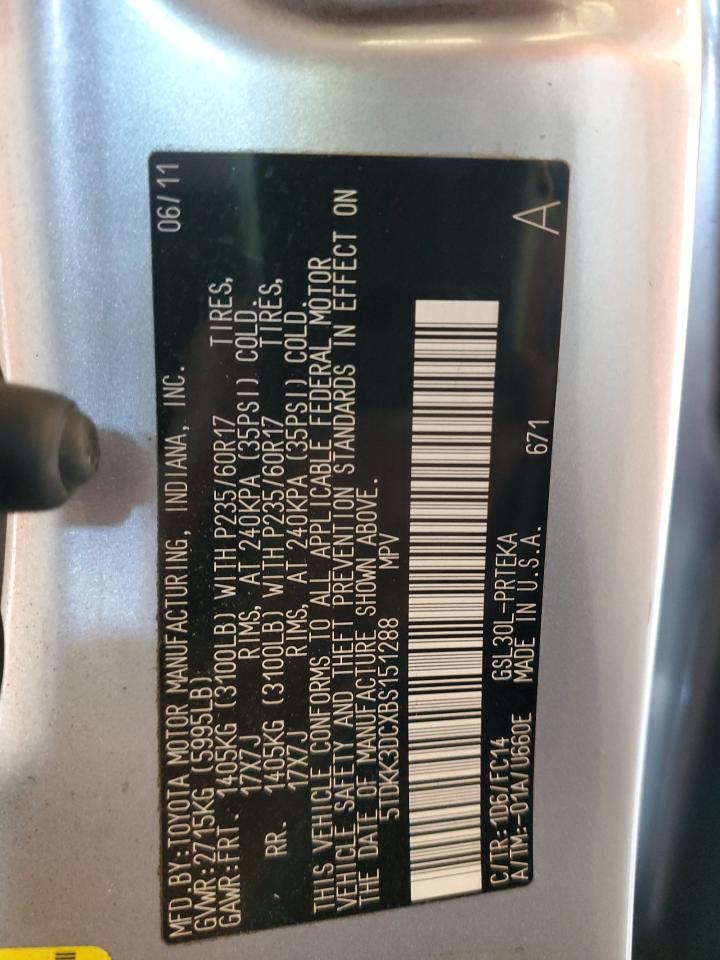 MFD BY:TOYOTA MOTOR MANUFACTURING, INDIANA, INC. 06/11
GVWR:2715KG (5995LB)
GAWR:FRT. 1405KG (3100LB) WITH P235/60R17 TIRES,
17X7J RIMS, AT 240KPA (35PSI) COLD.
RR. 1405KG (3100LB) WITH P235/60R17 TIRES,
17X7J RIMS, AT 240KPA (35PSI) COLD.
THIS VEHICLE CONFORMS TO ALL APPLICABLE FEDERAL MOTOR
VEHICLE SAFETY AND THEFT PREVENTION STANDARDS IN EFFECT ON
THE DATE OF MANUFACTURE SHOWN ABOVE.
5TDKK3DCXBS151288 MPV
C/TR:1D6/FC14 GSL30L-PRTEKA 671 A
A/TM:-01A/U660E MADE IN U.S.A.